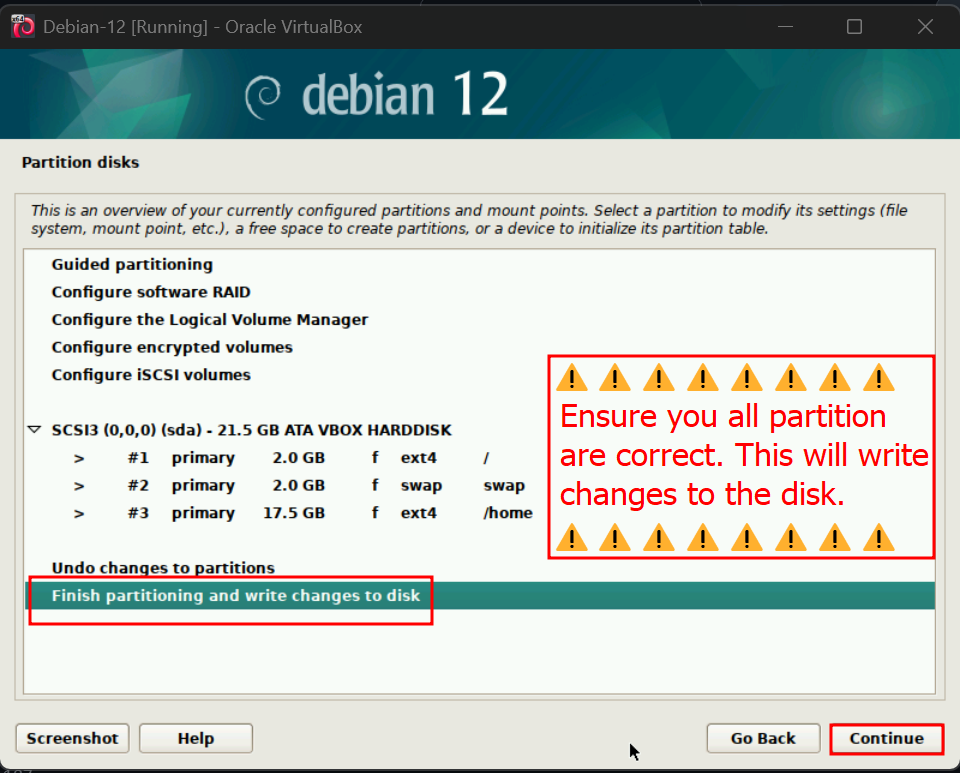 Debian-12 [Running] - Oracle VirtualBox
debian 12
Partition disks
This is an overview of your currently configured partitions and mount points. Select a partition to modify its settings (file
system, mount point, etc.), a free space to create partitions, or a device to initialize its partition table.
Guided partitioning
Configure software RAID
Configure the Logical Volume Manager
Configure encrypted volumes
Configure iSCSI volumes
SCSI3 (0,0,0) (sda) - 21.5 GB ATA VBOX HARDDISK
> #1 primary 2.0 GB f ext4 /
> #2 primary 2.0 GB f swap swap
> #3 primary 17.5 GB f ext4 /home
Ensure you all partition
are correct. This will write
changes to the disk.
Undo changes to partitions
Finish partitioning and write changes to disk
Screenshot Help Go Back Continue